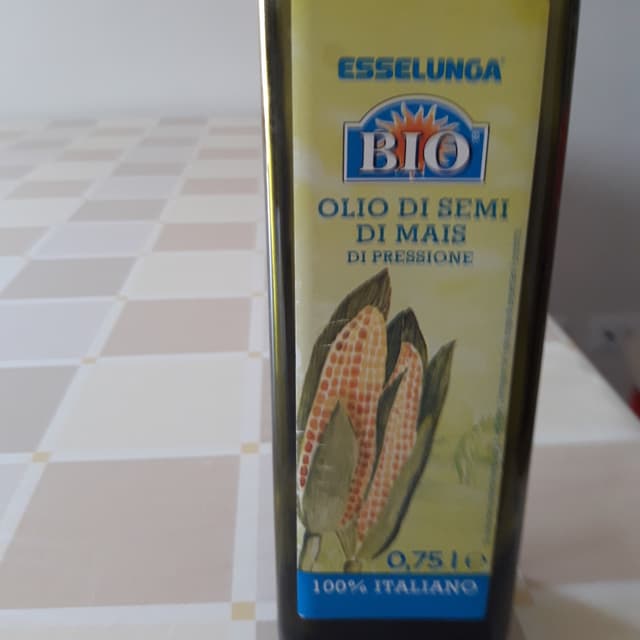 ESSELUNGA
BIO
OLIO DI SEMI
DI MAIS
DI PRESSIONE
0,75 l e
100% ITALIANO